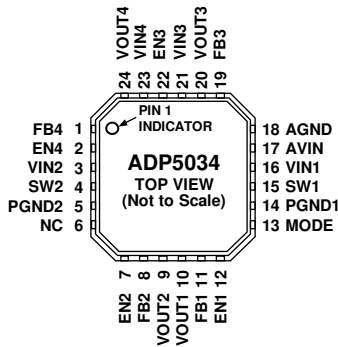 24 VOUT4
23 VIN4
22 EN3
21 VIN3
20 VOUT3
19 FB3
PIN 1
INDICATOR
FB4 1
EN4 2
VIN2 3
SW2 4
PGND2 5
NC 6
ADP5034
TOP VIEW
(Not to Scale)
18 AGND
17 AVIN
16 VIN1
15 SW1
14 PGND1
13 MODE
EN2 7
FB2 8
VOUT2 9
VOUT1 10
FB1 11
EN1 12